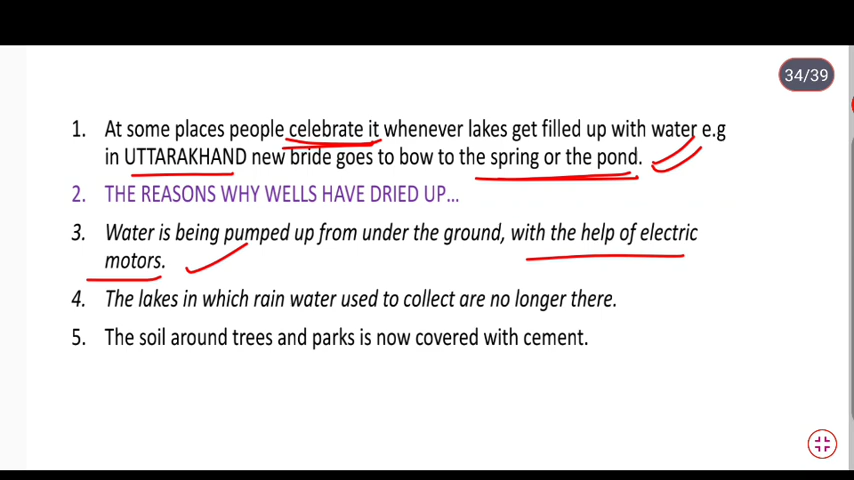 34/39
1. At some places people celebrate it whenever lakes get filled up with water e.g
in UTTARAKHAND new bride goes to bow to the spring or the pond.
2. THE REASONS WHY WELLS HAVE DRIED UP...
3. Water is being pumped up from under the ground, with the help of electric
motors.
4. The lakes in which rain water used to collect are no longer there.
5. The soil around trees and parks is now covered with cement.